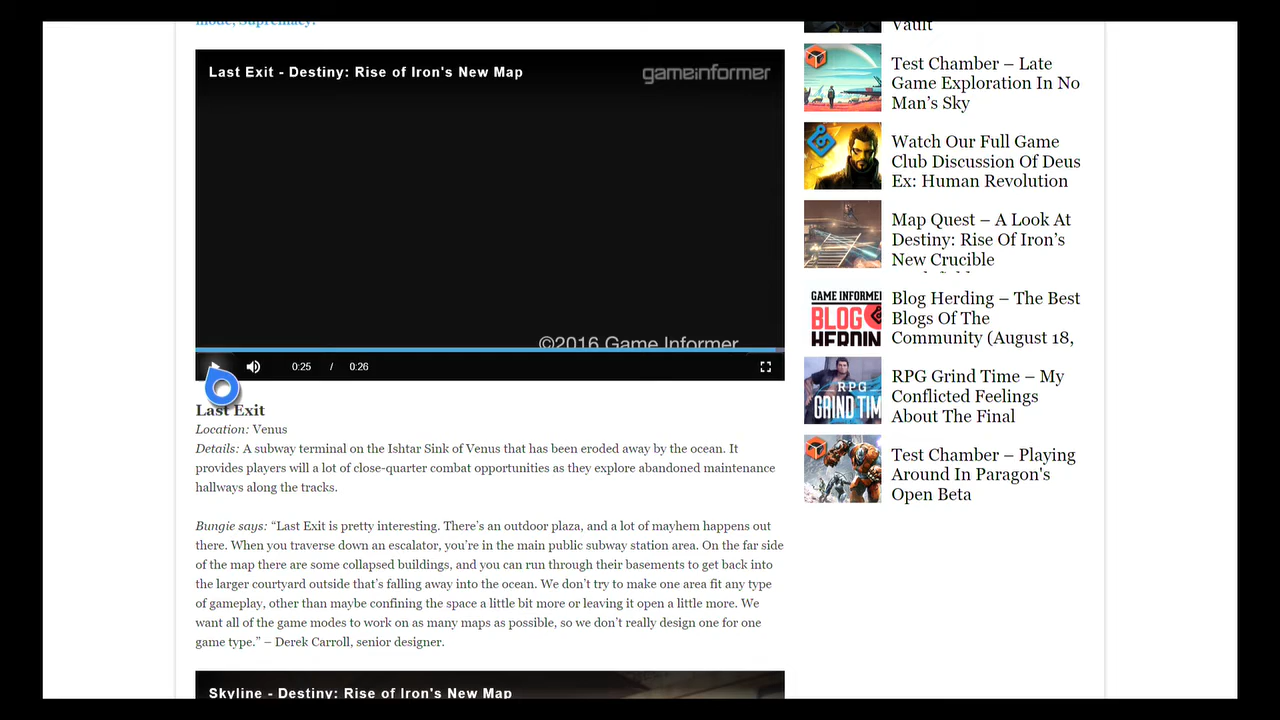 mode, Supremacy.
Last Exit - Destiny: Rise of Iron's New Map
gameinformer
©2016 Game Informer
0:25 / 0:26
Last Exit
Location: Venus
Details: A subway terminal on the Ishtar Sink of Venus that has been eroded away by the ocean. It
provides players will a lot of close-quarter combat opportunities as they explore abandoned maintenance
hallways along the tracks.
Bungie says: “Last Exit is pretty interesting. There’s an outdoor plaza, and a lot of mayhem happens out
there. When you traverse down an escalator, you’re in the main public subway station area. On the far side
of the map there are some collapsed buildings, and you can run through their basements to get back into
the larger courtyard outside that’s falling away into the ocean. We don’t try to make one area fit any type
of gameplay, other than maybe confining the space a little bit more or leaving it open a little more. We
want all of the game modes to work on as many maps as possible, so we don’t really design one for one
game type.” – Derek Carroll, senior designer.
Skyline - Destiny: Rise of Iron's New Map
Vault
Test Chamber – Late
Game Exploration In No
Man’s Sky
Watch Our Full Game
Club Discussion Of Deus
Ex: Human Revolution
Map Quest – A Look At
Destiny: Rise Of Iron’s
New Crucible
GAME INFORMER
BLOG
HERDIN
Blog Herding – The Best
Blogs Of The
Community (August 18,
RPG
GRIND TIM
RPG Grind Time – My
Conflicted Feelings
About The Final
Test Chamber – Playing
Around In Paragon's
Open Beta